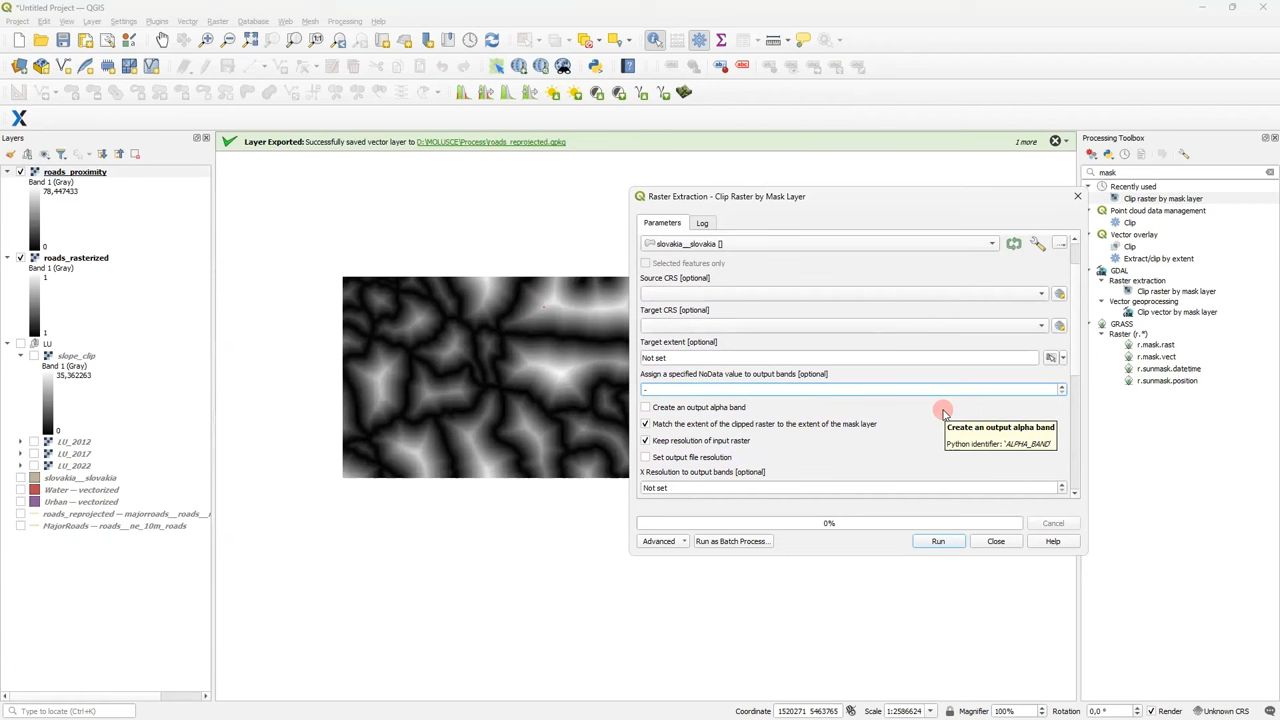 *Untitled Project — QGIS
Project Edit View Layer Settings Plugins Vector Raster Database Web Mesh Processing Help
Layers
roads_proximity
Band 1 (Gray)
78,447433
0
roads_rasterized
Band 1 (Gray)
1
1
LU
slope_clip
Band 1 (Gray)
35,362263
0
LU_2012
LU_2017
LU_2022
slovakia__slovakia
Water — vectorized
Urban — vectorized
roads_reprojected — majorroads__roads__
MajorRoads — roads__ne_10m_roads
Layer Exported: Successfully saved vector layer to D:\MOLUSCE\Process\roads_reprojected.gpkg
1 more
Raster Extraction - Clip Raster by Mask Layer
Parameters Log
slovakia__slovakia []
Selected features only
Source CRS [optional]
Target CRS [optional]
Target extent [optional]
Not set
Assign a specified NoData value to output bands [optional]
-
Create an output alpha band
Match the extent of the clipped raster to the extent of the mask layer
Keep resolution of input raster
Set output file resolution
X Resolution to output bands [optional]
Not set
Create an output alpha band
Python identifier: 'ALPHA_BAND'
0%
Cancel
Advanced Run as Batch Process... Run Close Help
Processing Toolbox
mask
Recently used
Clip raster by mask layer
Point cloud data management
Clip
Vector overlay
Clip
Extract/clip by extent
GDAL
Raster extraction
Clip raster by mask layer
Vector geoprocessing
Clip vector by mask layer
GRASS
Raster (r.*)
r.mask.rast
r.mask.vect
r.sunmask.datetime
r.sunmask.position
Type to locate (Ctrl+K)
Coordinate 1520271 5463765 Scale 1:2586624 Magnifier 100% Rotation 0,0 ° Render Unknown CRS